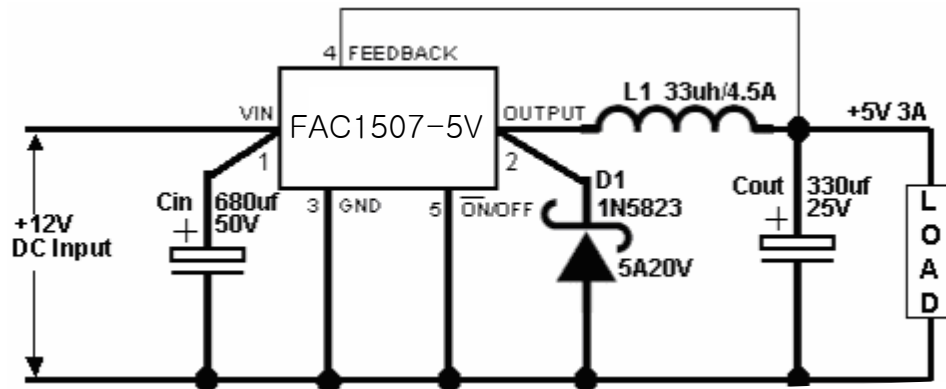 4 FEEDBACK
VIN
FAC1507-5V
OUTPUT
L1 33uh/4.5A
+5V 3A
1
2
Cin
680uf
50V
+
3 GND
5 ON/OFF
D1
1N5823
5A20V
Cout
330uf
25V
+
LOAD
+12V
DC Input